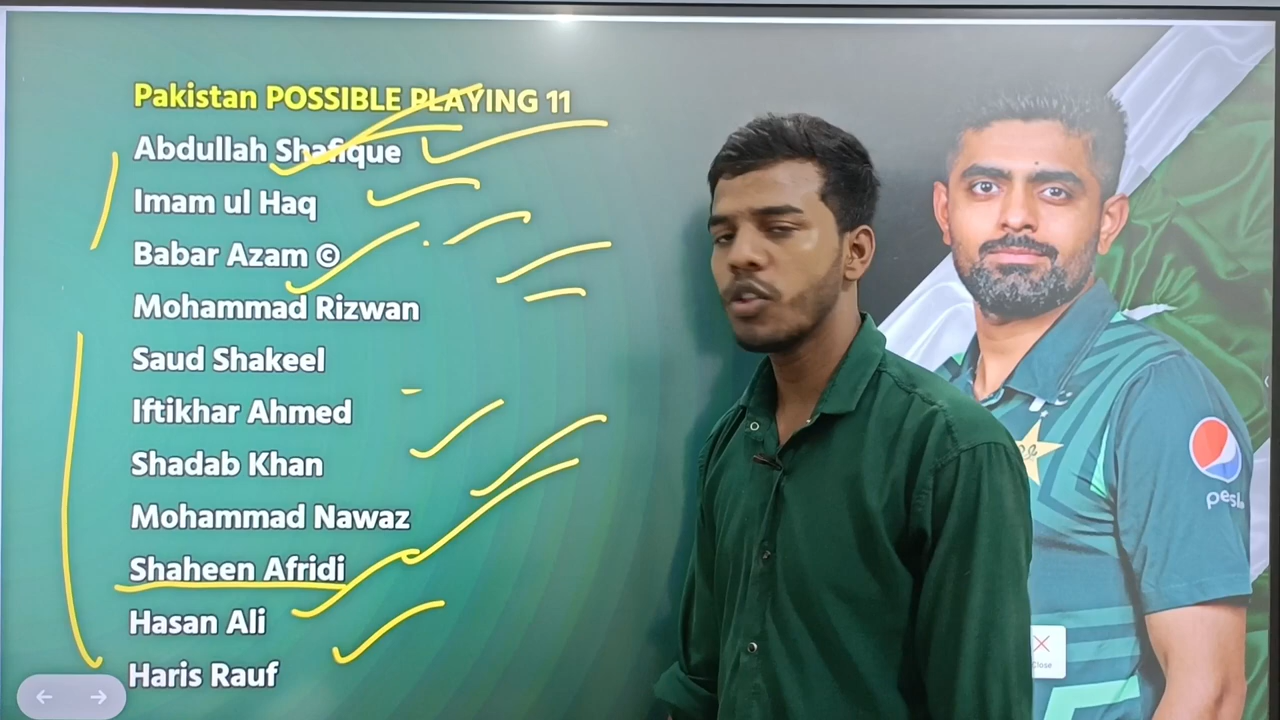 Pakistan POSSIBLE PLAYING 11
Abdullah Shafique
Imam ul Haq
Babar Azam ©
Mohammad Rizwan
Saud Shakeel
Iftikhar Ahmed
Shadab Khan
Mohammad Nawaz
Shaheen Afridi
Hasan Ali
Haris Rauf
Close